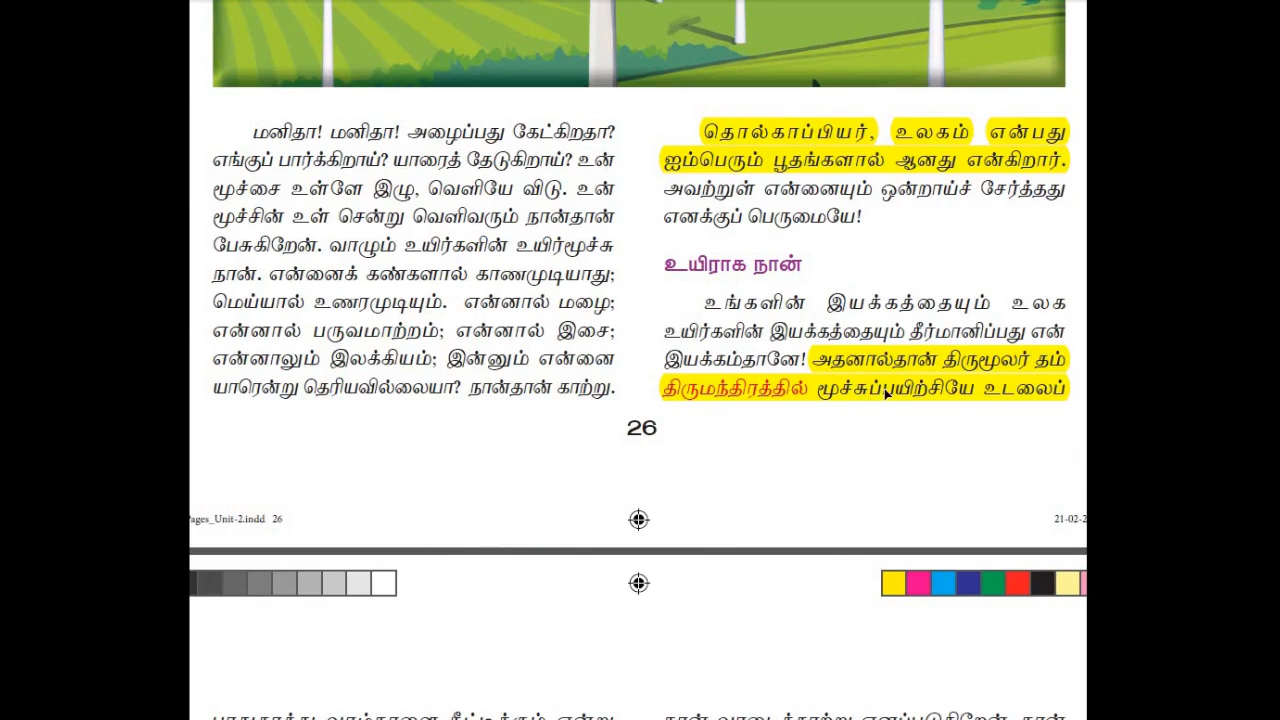 மனிதா! மனிதா! அழைப்பது கேட்கிறதா?
எங்குப் பார்க்கிறாய்? யாரைத் தேடுகிறாய்? உன்
மூச்சை உள்ளே இழு, வெளியே விடு. உன்
மூச்சின் உள் சென்று வெளிவரும் நான்தான்
பேசுகிறேன். வாழும் உயிர்களின் உயிர்மூச்சு
நான். என்னைக் கண்களால் காணமுடியாது;
மெய்யால் உணரமுடியும். என்னால் மழை;
என்னால் பருவமாற்றம்; என்னால் இசை;
என்னாலும் இலக்கியம்; இன்னும் என்னை
யாரென்று தெரியவில்லையா? நான்தான் காற்று.
தொல்காப்பியர், உலகம் என்பது
ஐம்பெரும் பூதங்களால் ஆனது என்கிறார்.
அவற்றுள் என்னையும் ஒன்றாய்ச் சேர்த்தது
எனக்குப் பெருமையே!
உயிராக நான்
உங்களின் இயக்கத்தையும் உலக
உயிர்களின் இயக்கத்தையும் தீர்மானிப்பது என்
இயக்கம்தானே! அதனால்தான் திருமூலர் தம்
திருமந்திரத்தில் மூச்சுப்பயிற்சியே உடலைப்
26
Pages_Unit-2.indd 26
21-02-2